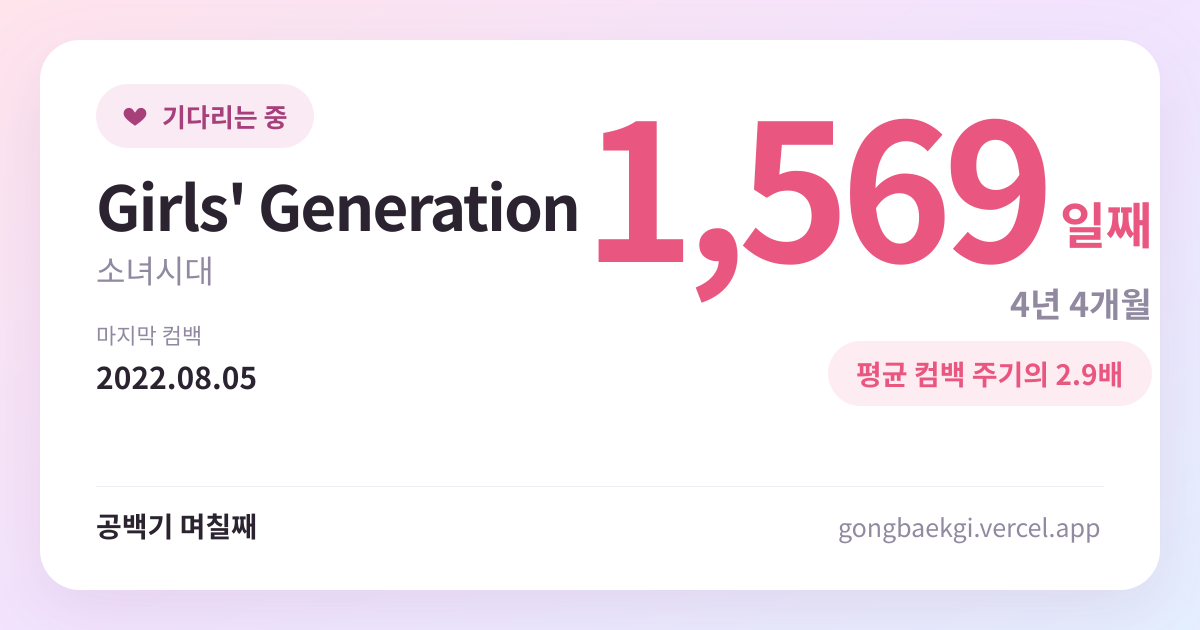 기다리는 중
Girls' Generation
소녀시대
마지막 컴백
2022.08.05
1,569 일째
4년 4개월
평균 컴백 주기의 2.9배
공백기 며칠째
gongbaekgi.vercel.app